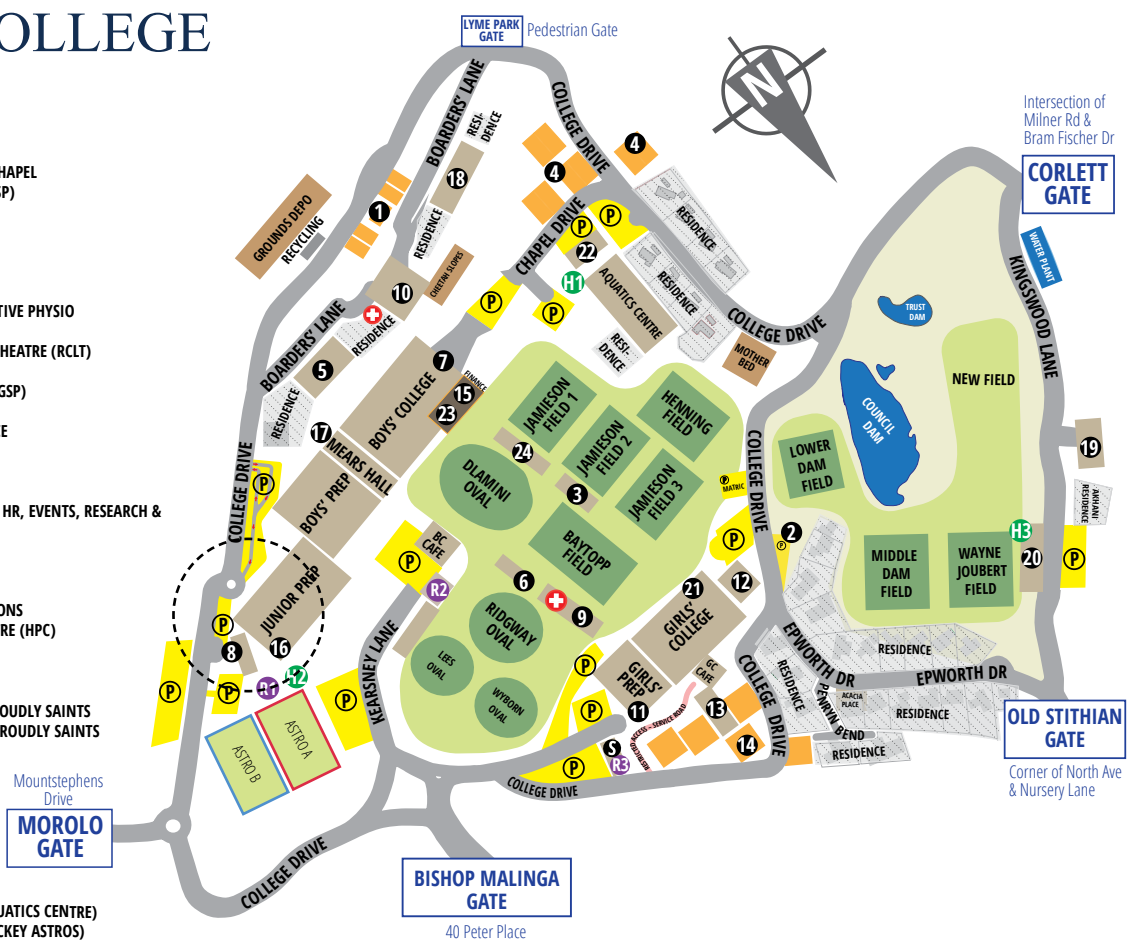 OLLEGE
HAPEL
SP)
TIVE PHYSIO
HEATRE (RCLT)
GSP)
CE
HR, EVENTS, RESEARCH &
ONS
RE (HPC)
OUDLY SAINTS
ROUDLY SAINTS
UATICS CENTRE)
CKEY ASTROS)
LYME PARK
GATE
Pedestrian Gate
N
Intersection of
Milner Rd &
Bram Fischer Dr
CORLETT
GATE
BOARDERS' LANE
RESI-
DENCE
COLLEGE DRIVE
4
4
18
1
GROUNDS DEPO
RECYCLING
RESIDENCE
CHAPEL DRIVE
P
P
22
RESIDENCE
WATER PLANT
KINGSWOOD LANE
CHEETAH SLOPES
10
H1
AQUATICS CENTRE
RESIDENCE
P
P
TRUST
DAM
COLLEGE DRIVE
BOARDERS' LANE
RESIDENCE
5
7
FINANCE
15
23
RESI-
DENCE
MOTHER
BED
NEW FIELD
COUNCIL
DAM
RESIDENCE
17
BOYS' COLLEGE
MEARS HALL
JAMIESON
FIELD 1
HENNING
FIELD
JAMIESON
FIELD 2
24
JAMIESON
FIELD 3
COLLEGE DRIVE
LOWER
DAM
FIELD
19
DLAMINI
OVAL
3
P
MATRIC
AKHANI
RESIDENCE
COLLEGE DRIVE
P
BOYS' PREP
BAYTOPP
FIELD
P
2
P
H3
20
P
BC
CAFE
P
R2
6
9
21
12
MIDDLE
DAM
FIELD
WAYNE
JOUBERT
FIELD
JUNIOR PREP
P
16
8
RIDGWAY
OVAL
GIRLS'
COLLEGE
EPWORTH DR
RESIDENCE
LEES
OVAL
KEARSNEY LANE
P
P
R1
H2
P
P
GIRLS'
PREP
GC
CAFE
COLLEGE DRIVE
RESIDENCE
EPWORTH DR
ACACIA
PLACE
RESIDENCE
PENRYN BEND
RESIDENCE
WYBORN
OVAL
11
P
13
14
RESTRICTED ACCESS - SERVICE ROAD
S
R3
P
ASTRO A
ASTRO B
COLLEGE DRIVE
OLD STITHIAN
GATE
Corner of North Ave
& Nursery Lane
Mountstephens
Drive
MOROLO
GATE
COLLEGE DRIVE
BISHOP MALINGA
GATE
40 Peter Place